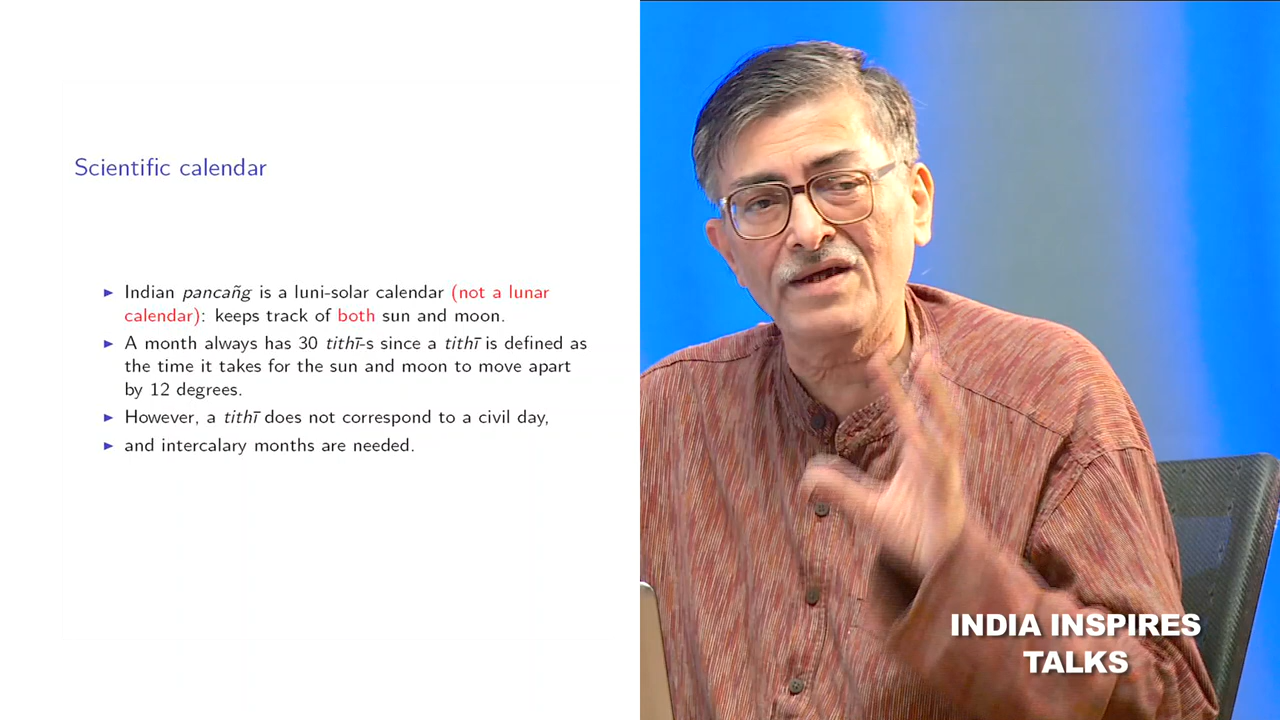 Scientific calendar
► Indian pancañg is a luni-solar calendar (not a lunar
calendar): keeps track of both sun and moon.
► A month always has 30 tithī-s since a tithī is defined as
the time it takes for the sun and moon to move apart
by 12 degrees.
► However, a tithī does not correspond to a civil day,
► and intercalary months are needed.
INDIA INSPIRES
TALKS